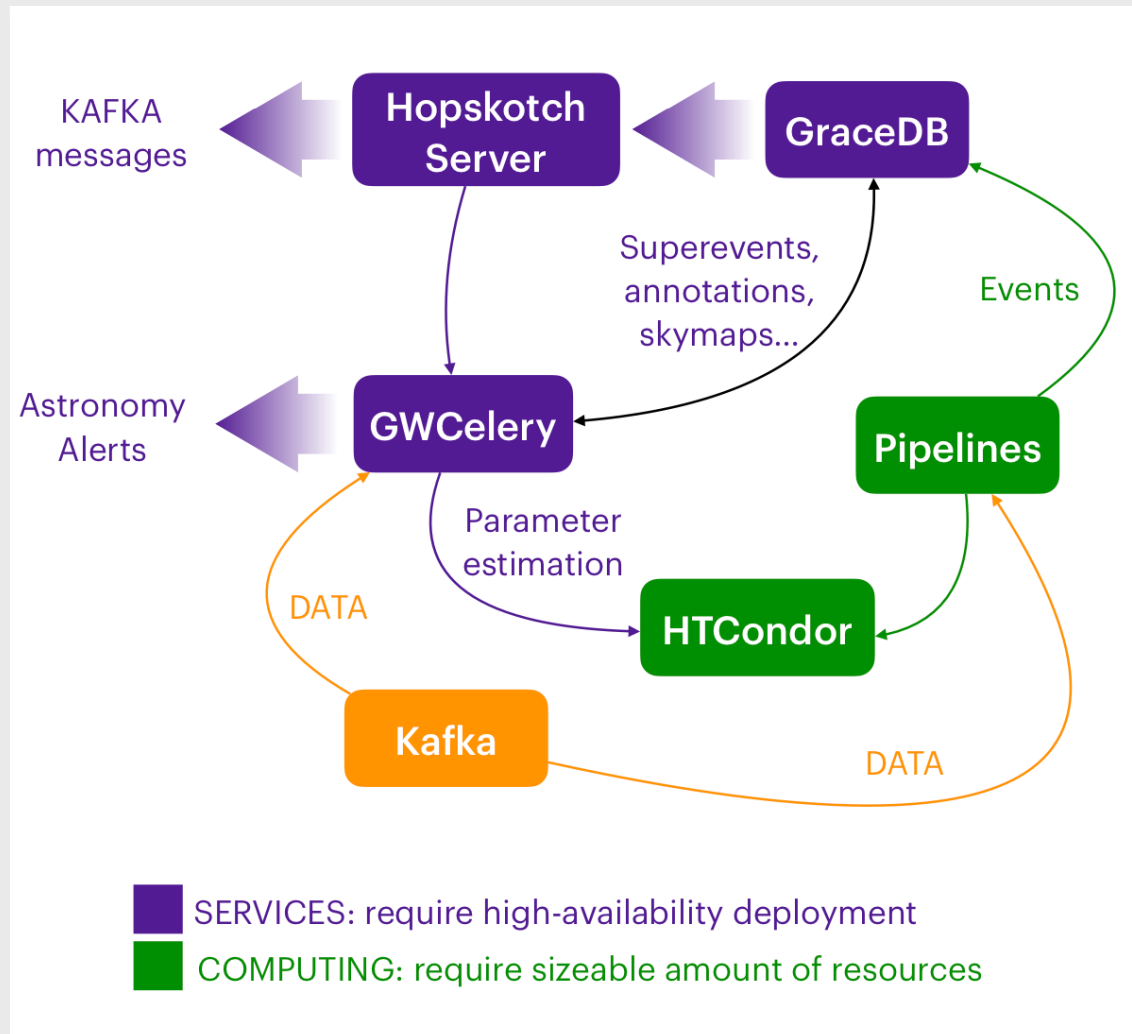 KAFKA
messages
Hopskotch
Server
GraceDB
Superevents,
annotations,
skymaps...
Events
Astronomy
Alerts
GWCelery
Pipelines
Parameter
estimation
DATA
HTCondor
Kafka
DATA
SERVICES: require high-availability deployment
COMPUTING: require sizeable amount of resources